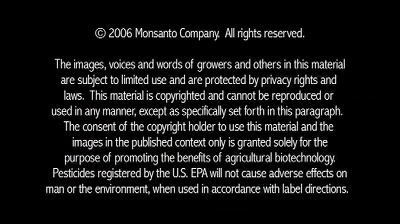 © 2006 Monsanto Company. All rights reserved.
The images, voices and words of growers and others in this material
are subject to limited use and are protected by privacy rights and
laws. This material is copyrighted and cannot be reproduced or
used in any manner, except as specifically set forth in this paragraph.
The consent of the copyright holder to use this material and the
images in the published context only is granted solely for the
purpose of promoting the benefits of agricultural biotechnology.
Pesticides registered by the U.S. EPA will not cause adverse effects on
man or the environment, when used in accordance with label directions.